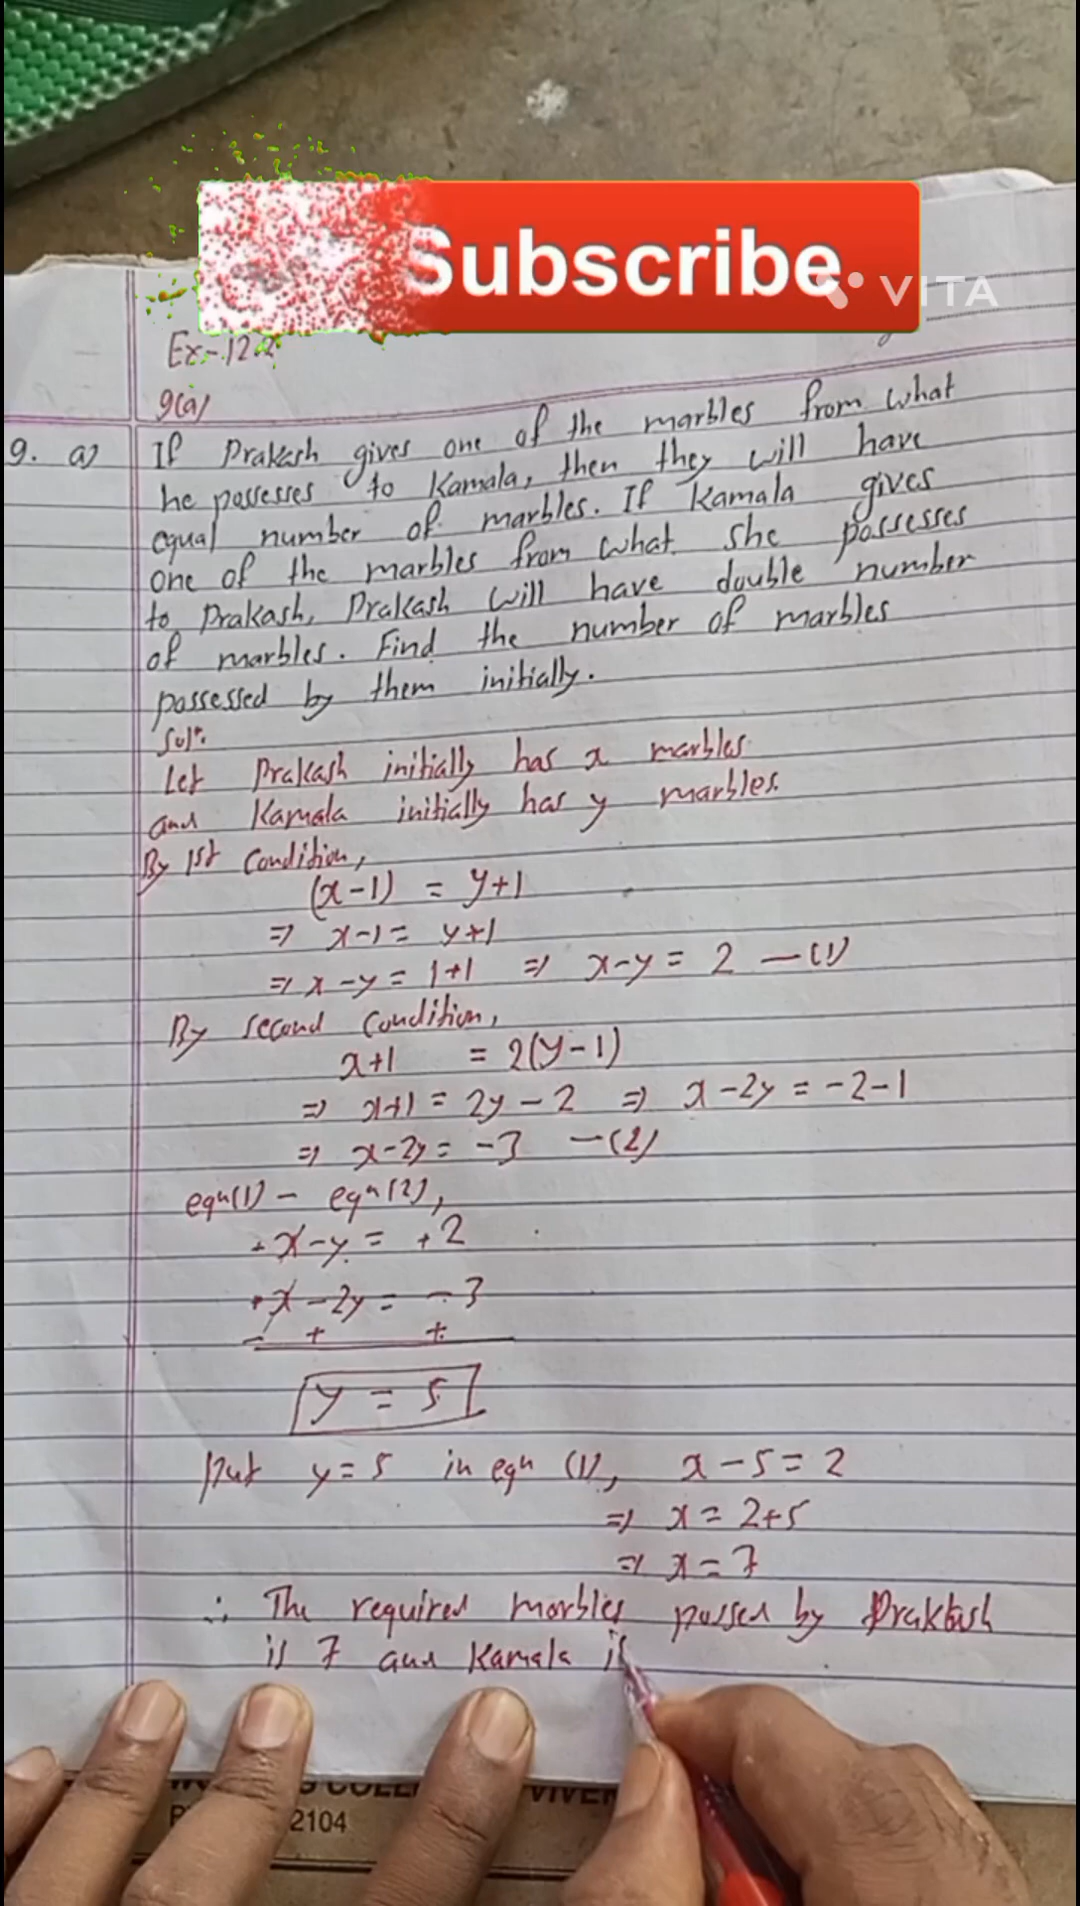 Subscribe
VITA
Ex-12.2
9(a)
9. a) If Prakash gives one of the marbles from what
he possesses to Kamala, then they will have
equal number of marbles. If Kamala gives
one of the marbles from what she possesses
to Prakash, Prakash will have double number
of marbles. Find the number of marbles
possessed by them initially.
Solⁿ.
Let Prakash initially has x marbles
and Kamala initially has y marbles.
By 1st Condition,
(x-1) = y+1
⇒ x-1 = y+1
⇒ x-y = 1+1 ⇒ x-y = 2 —(1)
By second Condition,
x+1 = 2(y-1)
⇒ x+1 = 2y-2 ⇒ x-2y = -2-1
⇒ x-2y = -3 —(2)
eqn(1) - eqn(2),
+x-y = +2
+x-2y = -3
- + +
y = 5
Put y=5 in eqn (1), x-5=2
⇒ x = 2+5
⇒ x = 7
∴ The required marbles passed by Praktash
is 7 and Kamala is
COLL VIVEK
2104